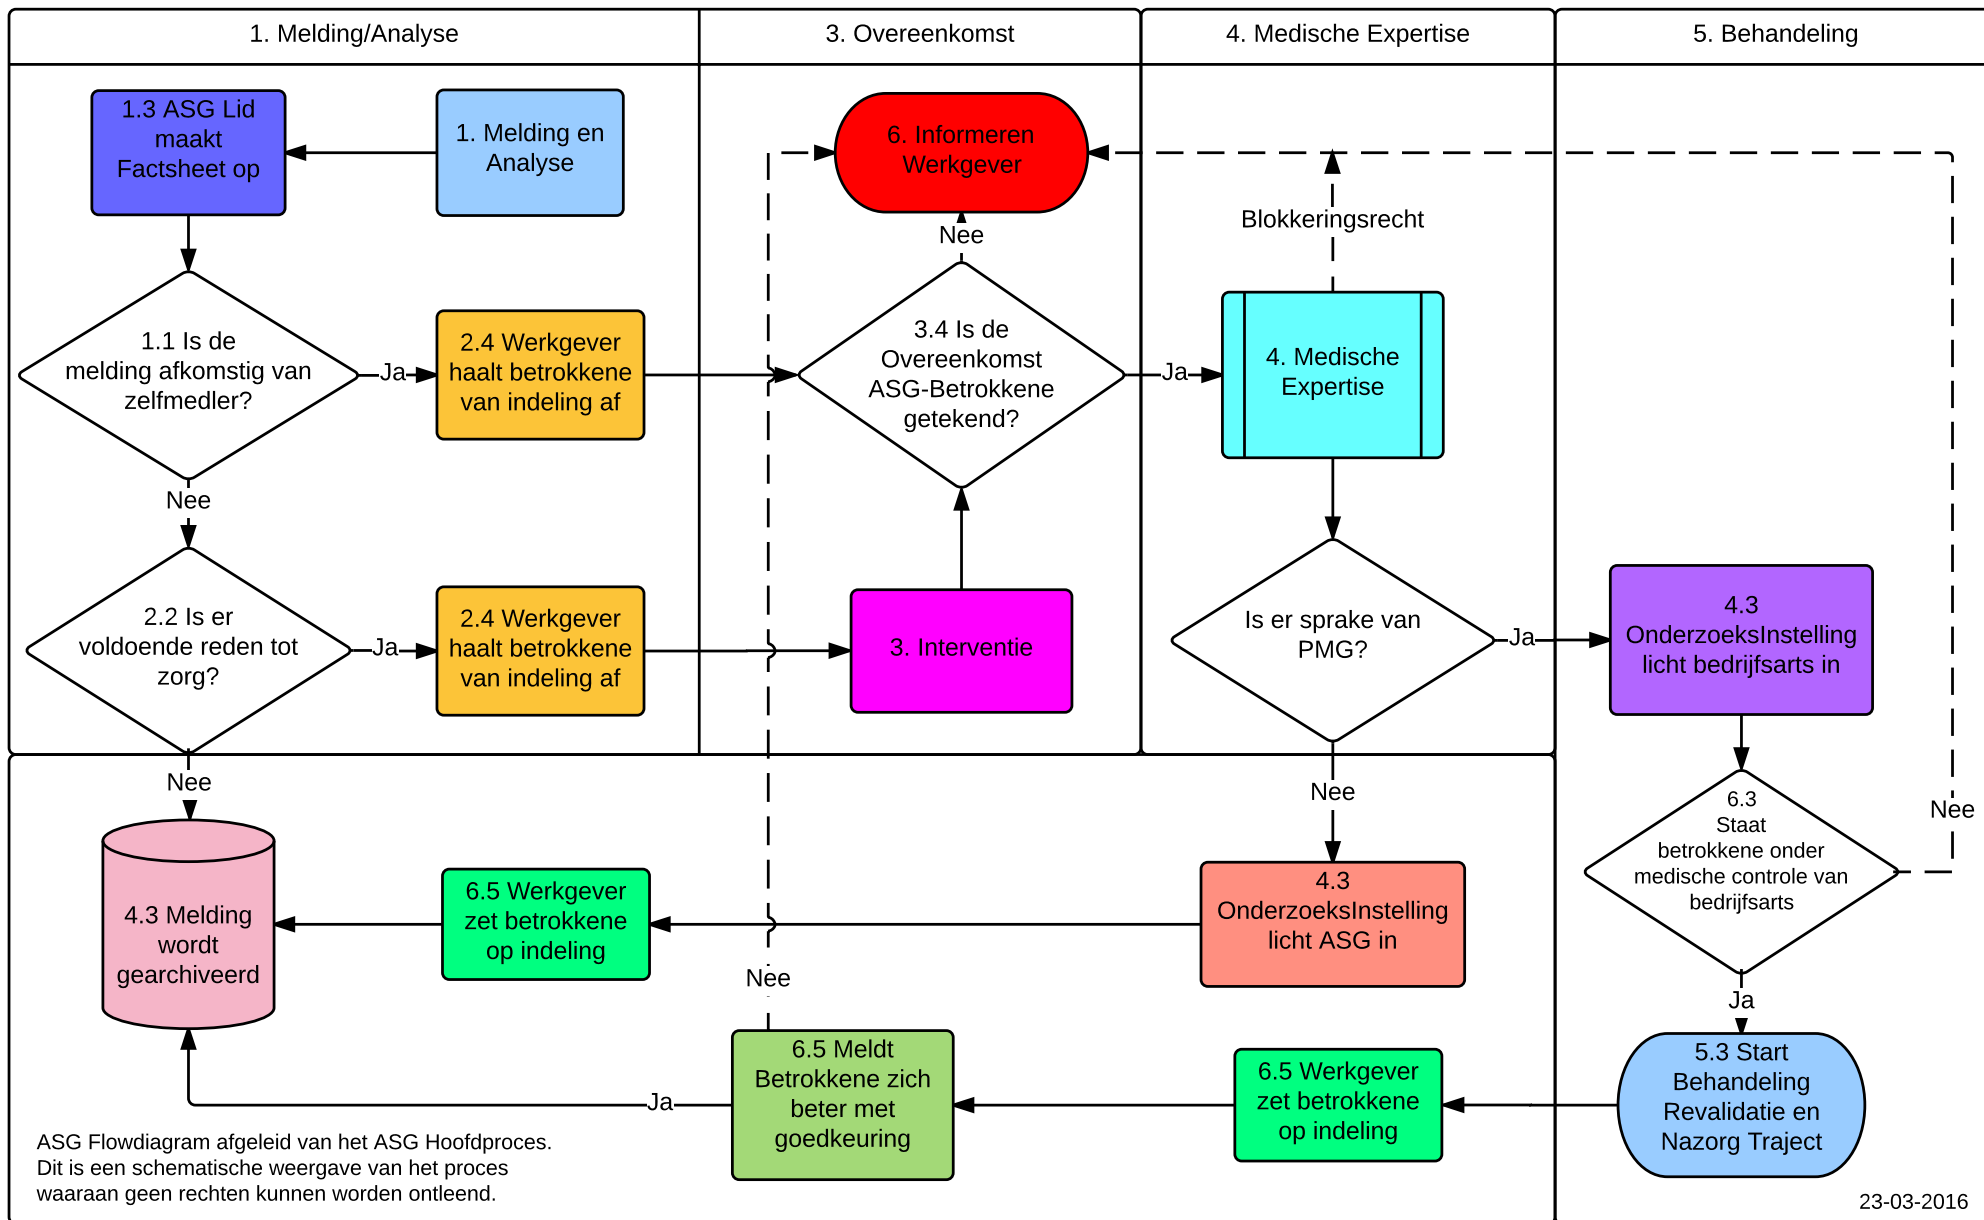 1. Melding/Analyse
3. Overeenkomst
4. Medische Expertise
5. Behandeling
1.3 ASG Lid
maakt
Factsheet op
1. Melding en
Analyse
6. Informeren
Werkgever
Blokkeringsrecht
Nee
1.1 Is de
melding afkomstig van
zelfmedler?
Ja
2.4 Werkgever
haalt betrokkene
van indeling af
3.4 Is de
Overeenkomst
ASG-Betrokkene
getekend?
Ja
4. Medische
Expertise
Nee
2.2 Is er
voldoende reden tot
zorg?
Ja
2.4 Werkgever
haalt betrokkene
van indeling af
3. Interventie
Is er sprake van
PMG?
Ja
4.3
OnderzoeksInstelling
licht bedrijfsarts in
Nee
Nee
6.3
Staat
betrokkene onder
medische controle van
bedrijfsarts
Nee
4.3 Melding
wordt
gearchiveerd
6.5 Werkgever
zet betrokkene
op indeling
4.3
OnderzoeksInstelling
licht ASG in
Nee
Ja
Ja
6.5 Meldt
Betrokkene zich
beter met
goedkeuring
6.5 Werkgever
zet betrokkene
op indeling
5.3 Start
Behandeling
Revalidatie en
Nazorg Traject
ASG Flowdiagram afgeleid van het ASG Hoofdproces.
Dit is een schematische weergave van het proces
waaraan geen rechten kunnen worden ontleend.
23-03-2016